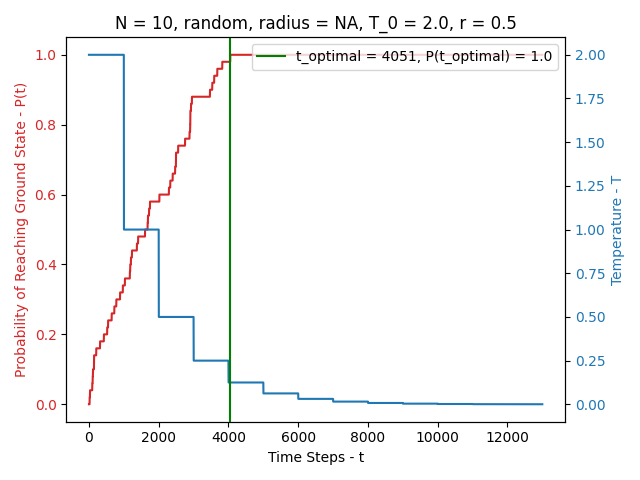 N = 10, random, radius = NA, T_0 = 2.0, r = 0.5
t_optimal = 4051, P(t_optimal) = 1.0
Probability of Reaching Ground State - P(t)
1.0
0.8
0.6
0.4
0.2
0.0
2.00
1.75
1.50
1.25
1.00
0.75
0.50
0.25
0.00
Temperature - T
0 2000 4000 6000 8000 10000 12000
Time Steps - t